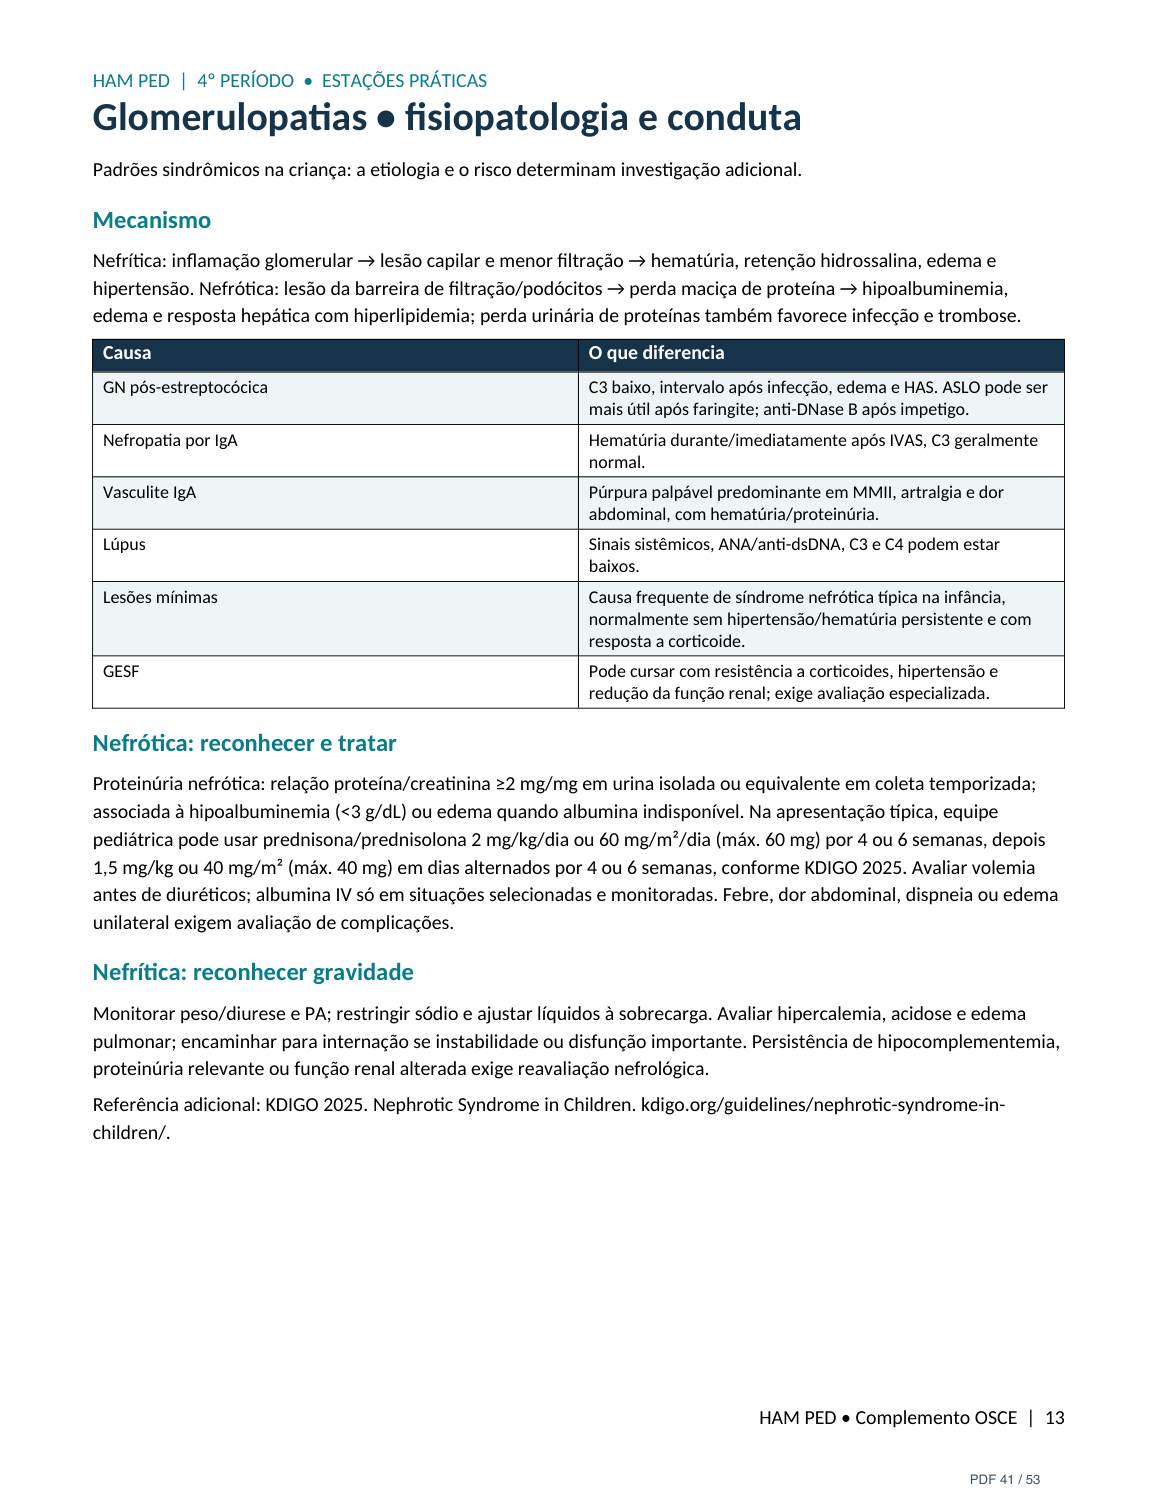 HAM PED | 4º PERÍODO • ESTAÇÕES PRÁTICAS
Glomerulopatias • fisiopatologia e conduta
Padrões sindrômicos na criança: a etiologia e o risco determinam investigação adicional.
Mecanismo
Nefrítica: inflamação glomerular → lesão capilar e menor filtração → hematúria, retenção hidrossalina, edema e
hipertensão. Nefrótica: lesão da barreira de filtração/podócitos → perda maciça de proteína → hipoalbuminemia,
edema e resposta hepática com hiperlipidemia; perda urinária de proteínas também favorece infecção e trombose.
Causa
O que diferencia
GN pós-estreptocócica
C3 baixo, intervalo após infecção, edema e HAS. ASLO pode ser
mais útil após faringite; anti-DNase B após impetigo.
Nefropatia por IgA
Hematúria durante/imediatamente após IVAS, C3 geralmente
normal.
Vasculite IgA
Púrpura palpável predominante em MMII, artralgia e dor
abdominal, com hematúria/proteinúria.
Lúpus
Sinais sistêmicos, ANA/anti-dsDNA, C3 e C4 podem estar
baixos.
Lesões mínimas
Causa frequente de síndrome nefrótica típica na infância,
normalmente sem hipertensão/hematúria persistente e com
resposta a corticoide.
GESF
Pode cursar com resistência a corticoides, hipertensão e
redução da função renal; exige avaliação especializada.
Nefrótica: reconhecer e tratar
Proteinúria nefrótica: relação proteína/creatinina ≥2 mg/mg em urina isolada ou equivalente em coleta temporizada;
associada à hipoalbuminemia (<3 g/dL) ou edema quando albumina indisponível. Na apresentação típica, equipe
pediátrica pode usar prednisona/prednisolona 2 mg/kg/dia ou 60 mg/m²/dia (máx. 60 mg) por 4 ou 6 semanas, depois
1,5 mg/kg ou 40 mg/m² (máx. 40 mg) em dias alternados por 4 ou 6 semanas, conforme KDIGO 2025. Avaliar volemia
antes de diuréticos; albumina IV só em situações selecionadas e monitoradas. Febre, dor abdominal, dispneia ou edema
unilateral exigem avaliação de complicações.
Nefrítica: reconhecer gravidade
Monitorar peso/diurese e PA; restringir sódio e ajustar líquidos à sobrecarga. Avaliar hipercalemia, acidose e edema
pulmonar; encaminhar para internação se instabilidade ou disfunção importante. Persistência de hipocomplementemia,
proteinúria relevante ou função renal alterada exige reavaliação nefrológica.
Referência adicional: KDIGO 2025. Nephrotic Syndrome in Children. kdigo.org/guidelines/nephrotic-syndrome-in-
children/.
HAM PED • Complemento OSCE | 13
PDF 41 / 53